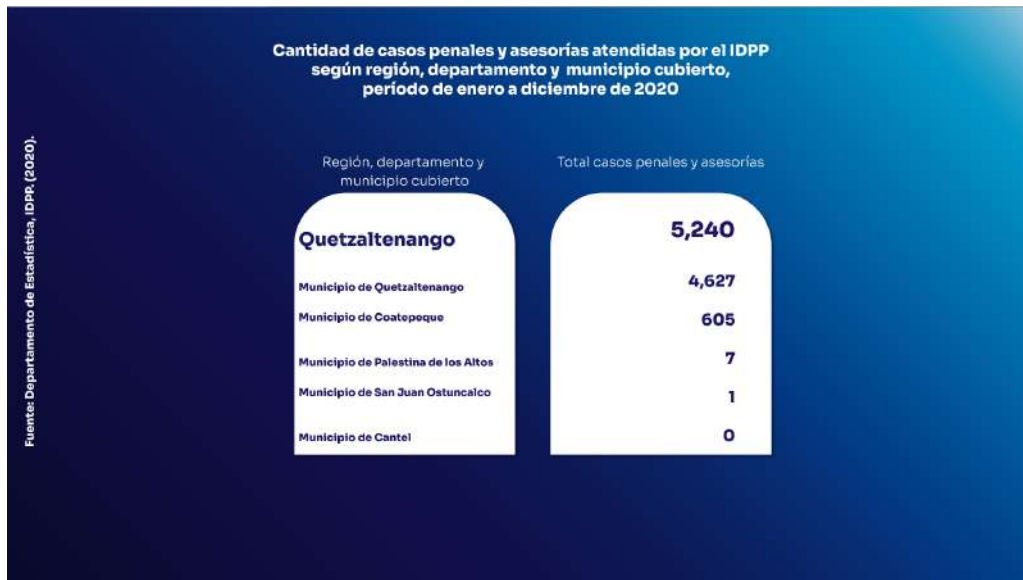 Cantidad de casos penales y asesorías atendidas por el IDPP
según región, departamento y municipio cubierto,
período de enero a diciembre de 2020
Región, departamento y
municipio cubierto
Total casos penales y asesorías
Quetzaltenango
5,240
Municipio de Quetzaltenango
4,627
Municipio de Coatepeque
605
Municipio de Palestina de los Altos
7
Municipio de San Juan Ostuncalco
1
Municipio de Cantel
0
Fuente: Departamento de Estadística, IDPP. (2020).